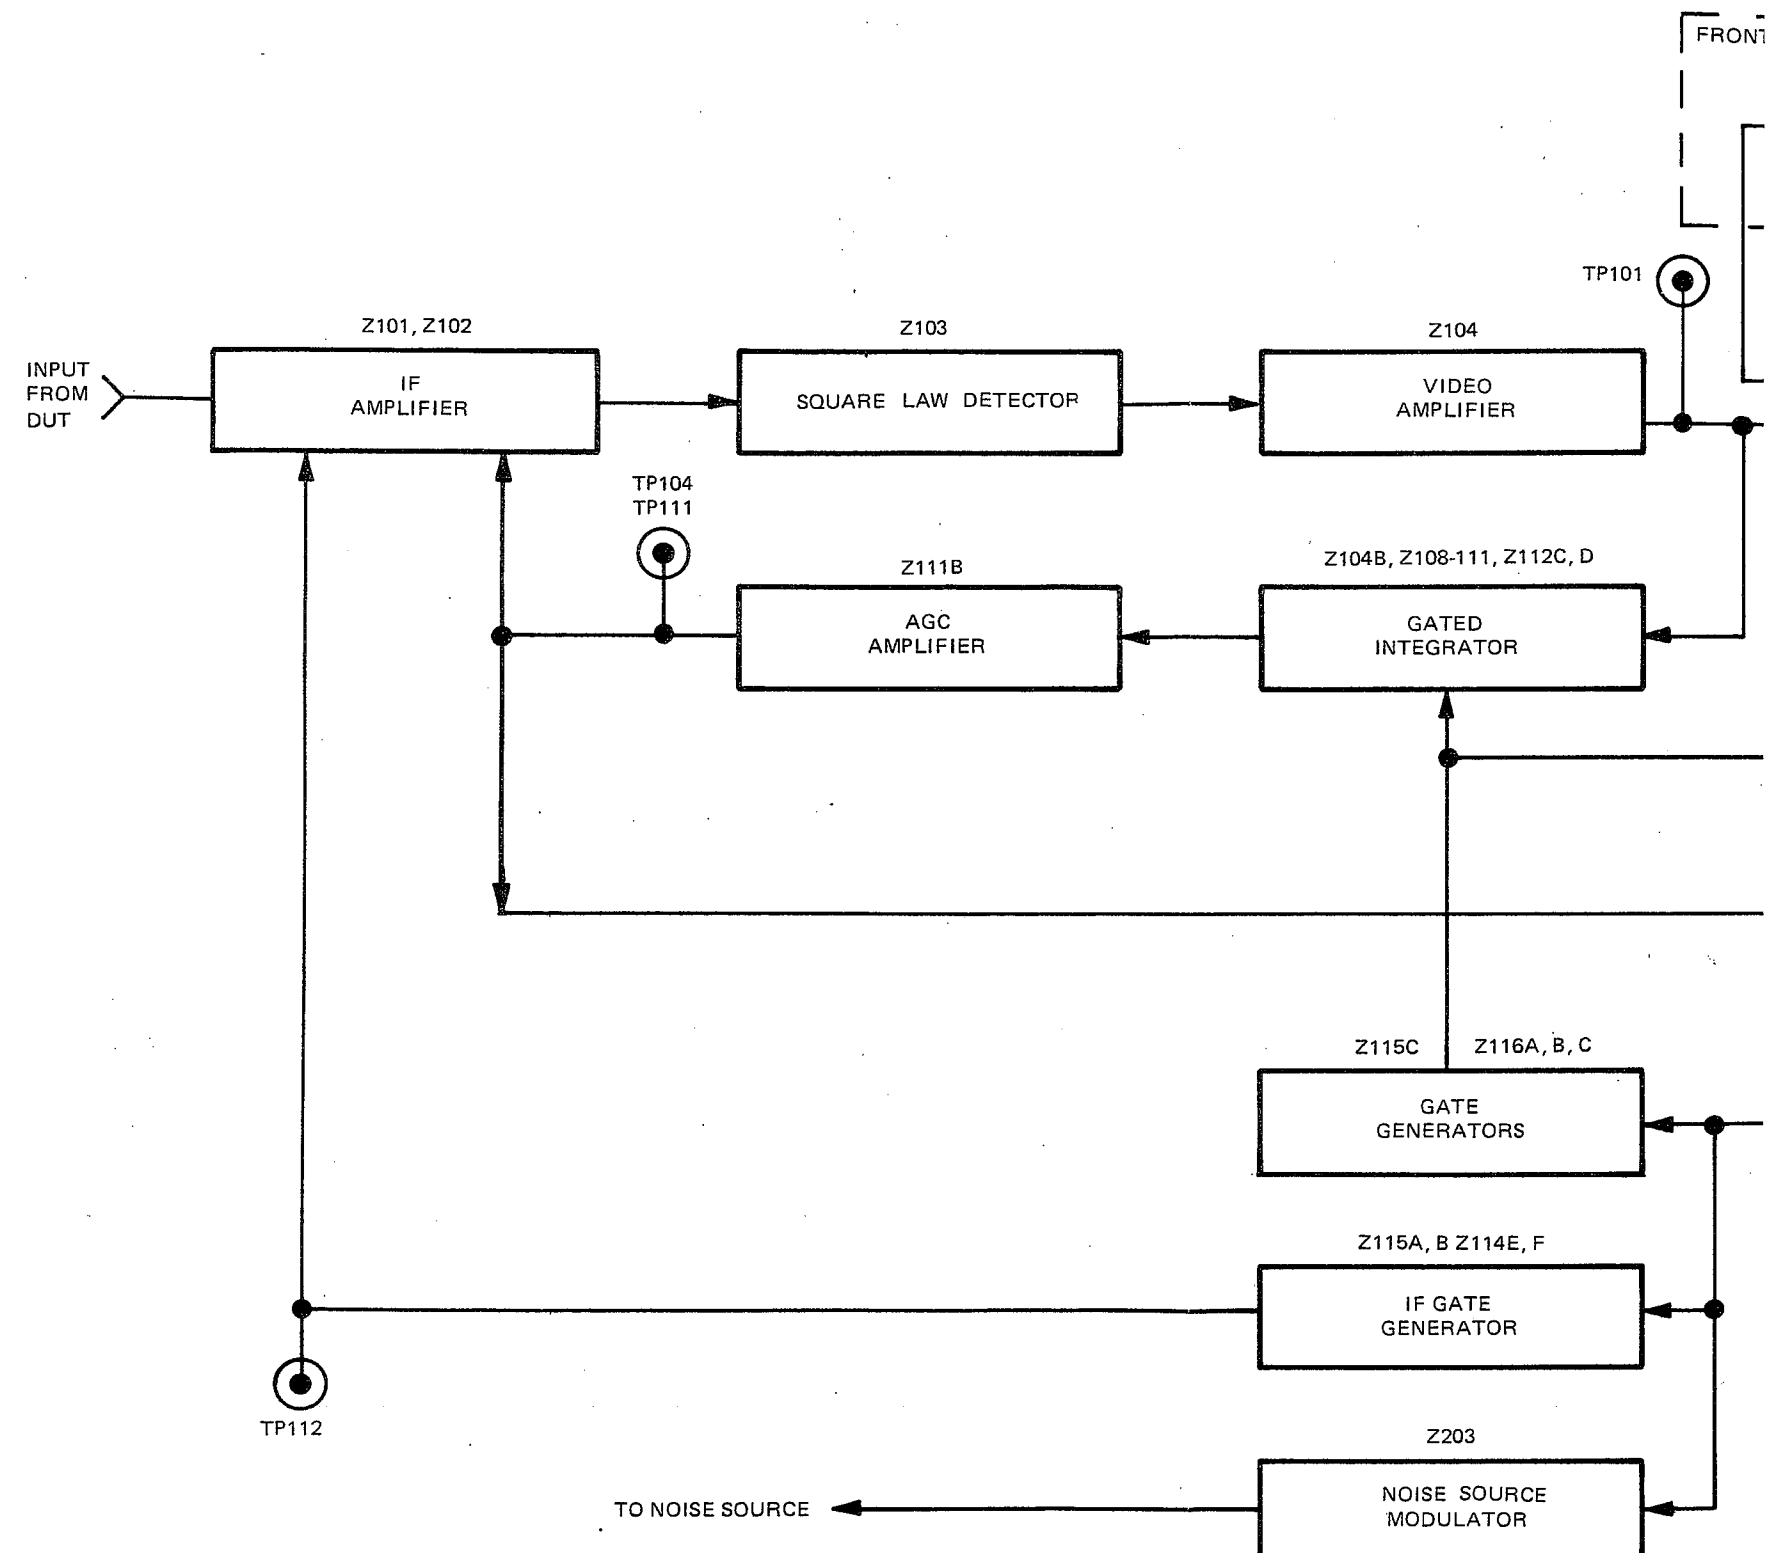 FRONT
TP101
Z101, Z102
Z103
Z104
INPUT
FROM
DUT
IF
AMPLIFIER
SQUARE LAW DETECTOR
VIDEO
AMPLIFIER
TP104
TP111
Z111B
Z104B, Z108-111, Z112C, D
AGC
AMPLIFIER
GATED
INTEGRATOR
Z115C
Z116A, B, C
GATE
GENERATORS
Z115A, B Z114E, F
IF GATE
GENERATOR
TP112
Z203
TO NOISE SOURCE
NOISE SOURCE
MODULATOR